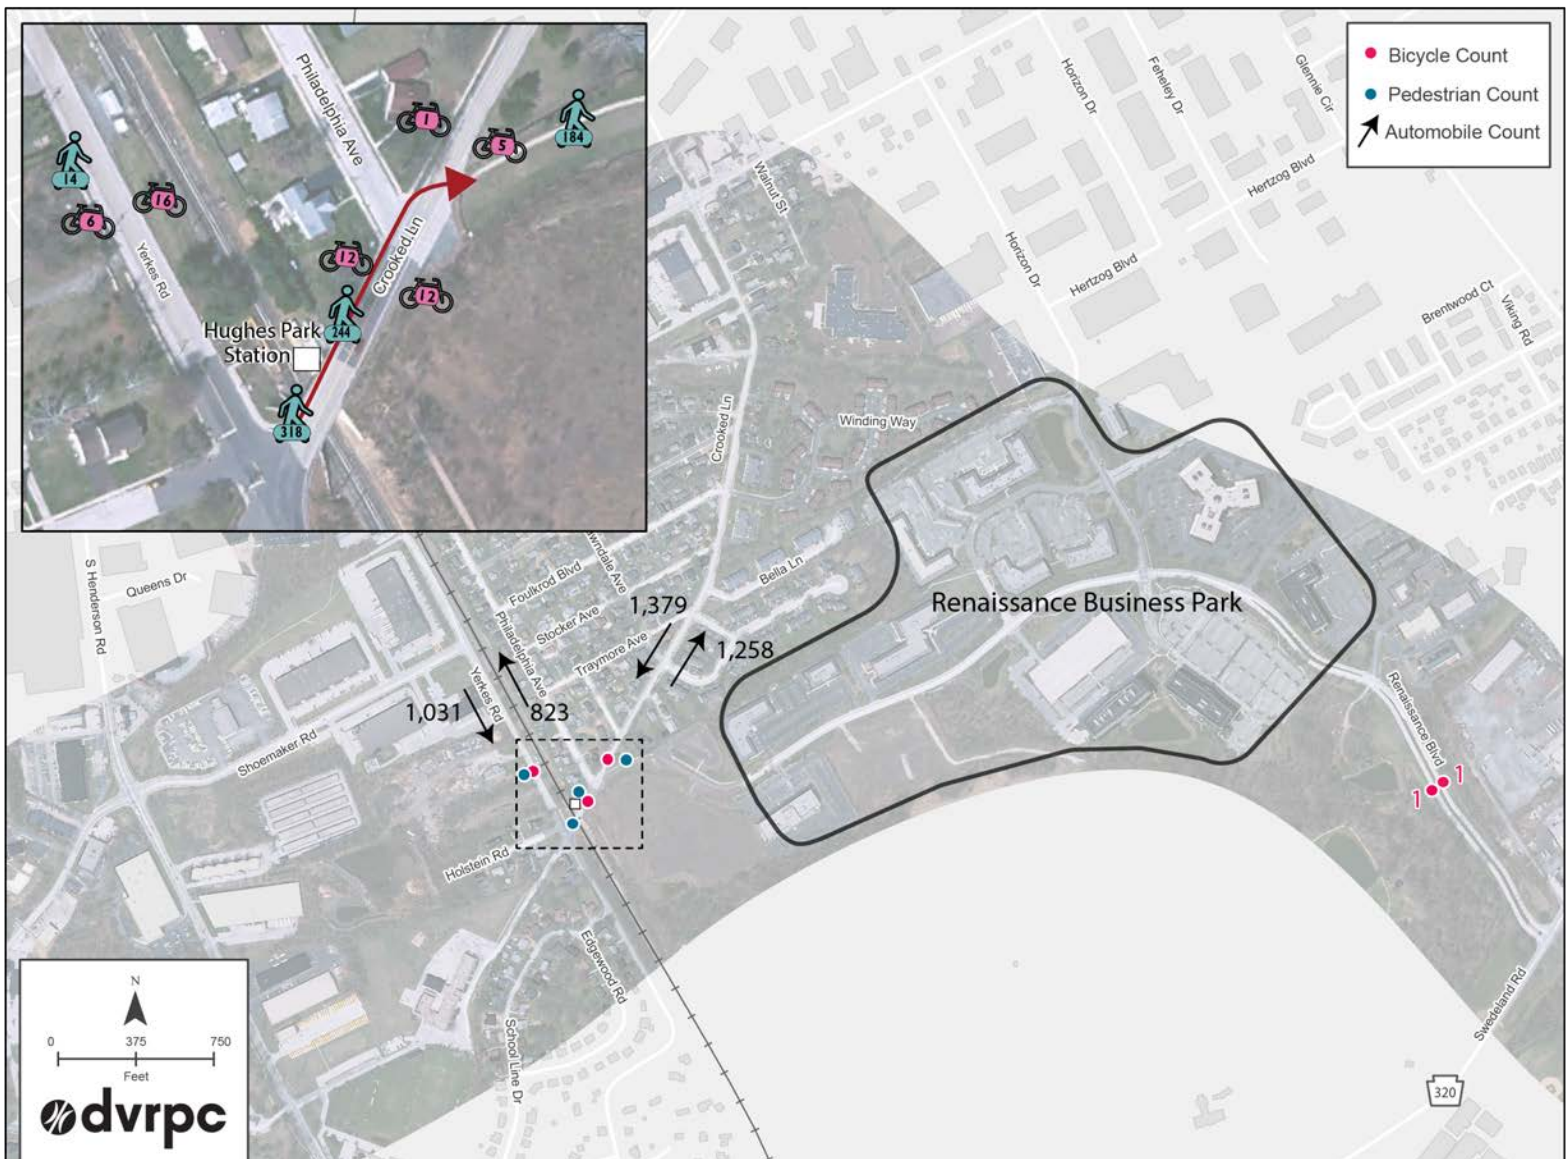 Philadelphia Ave
1
5
184
14
16
6
Yerkes Rd
12
Crooked Ln
12
244
Hughes Park
Station
318
Bicycle Count
Pedestrian Count
Automobile Count
Horizon Dr
Feheley Dr
Glennie Cir
Walnut St
Hertzog Blvd
Horizon Dr
Hertzog Blvd
Brentwood Ct
Viking Rd
Crooked Ln
Winding Way
S Henderson Rd
Queens Dr
Foulkrod Blvd
Bella Ln
Stocker Ave
1,379
Renaissance Business Park
Philadelphia Ave
Traymore Ave
1,258
Yerkes Rd
1,031
823
Shoemaker Rd
Renaissance Blvd
1
1
Holstein Rd
Edgewood Rd
School Line Dr
Swedeland Rd
320
N
0 375 750
Feet
dvrpc